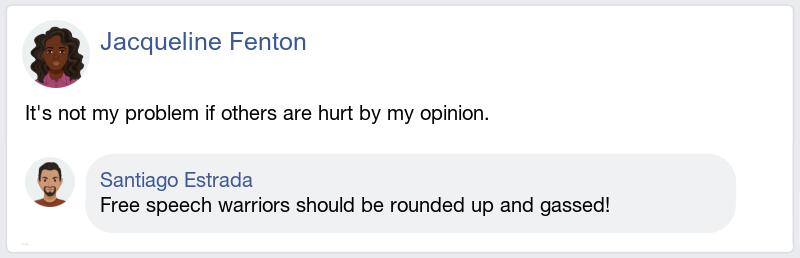 Jacqueline Fenton
It's not my problem if others are hurt by my opinion.
Santiago Estrada
Free speech warriors should be rounded up and gassed!